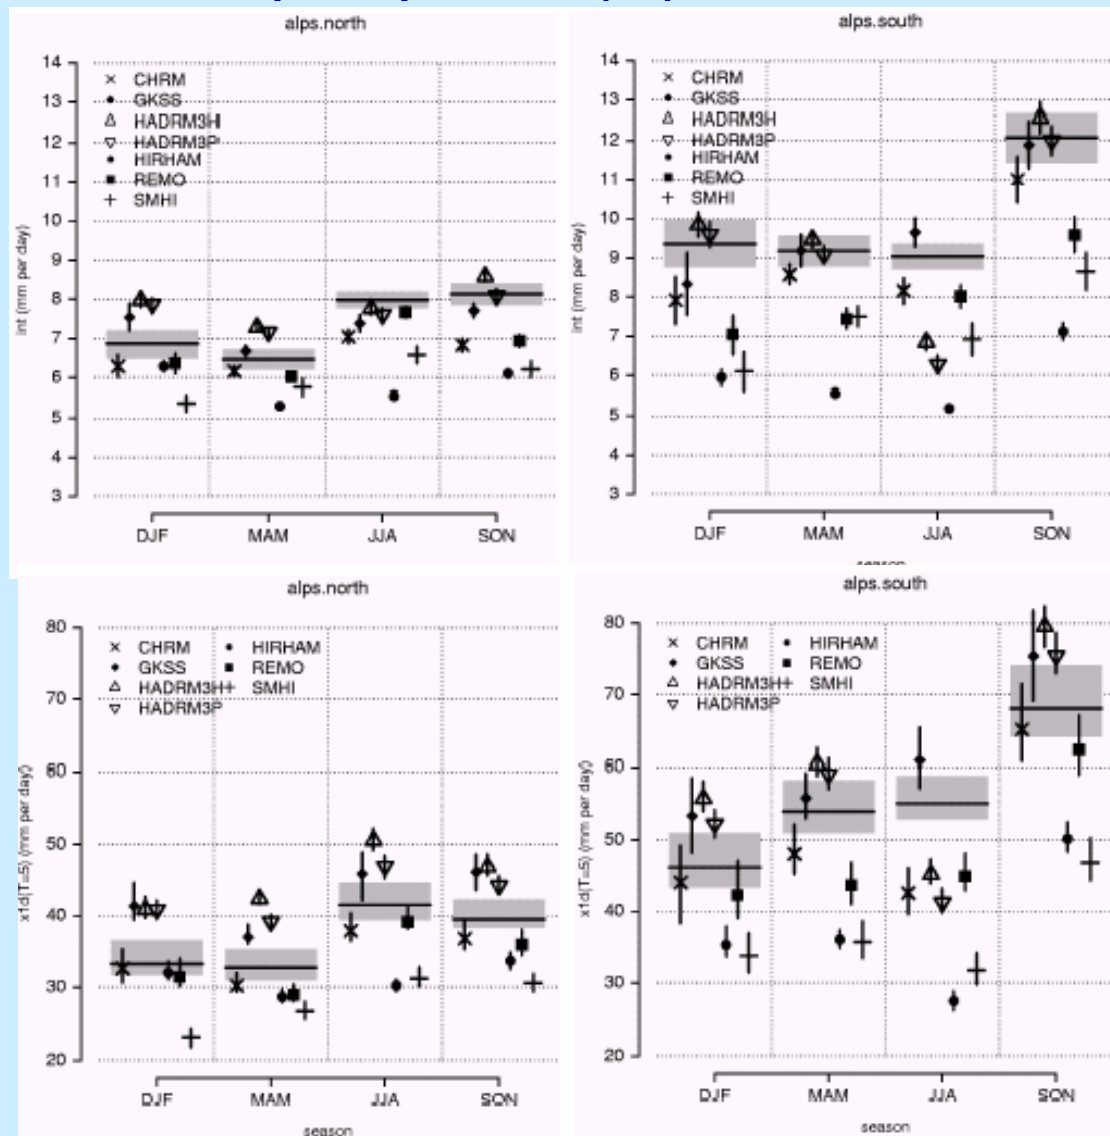 alps.north
14
13
12
11
10
9
8
7
6
5
4
3
int (mm per day)
CHRM
GKSS
HADRM3H
HADRM3P
HIRHAM
REMO
SMHI
DJF MAM JJA SON
alps.south
14
13
12
11
10
9
8
7
6
5
4
3
int (mm per day)
CHRM
GKSS
HADRM3H
HADRM3P
HIRHAM
REMO
SMHI
DJF MAM JJA SON
season
alps.north
80
70
60
50
40
30
20
x1d(T=5) (mm per day)
CHRM HIRHAM
GKSS REMO
HADRM3H SMHI
HADRM3P
DJF MAM JJA SON
season
alps.south
80
70
60
50
40
30
20
x1d(T=5) (mm per day)
CHRM HIRHAM
GKSS REMO
HADRM3H SMHI
HADRM3P
DJF MAM JJA SON
season